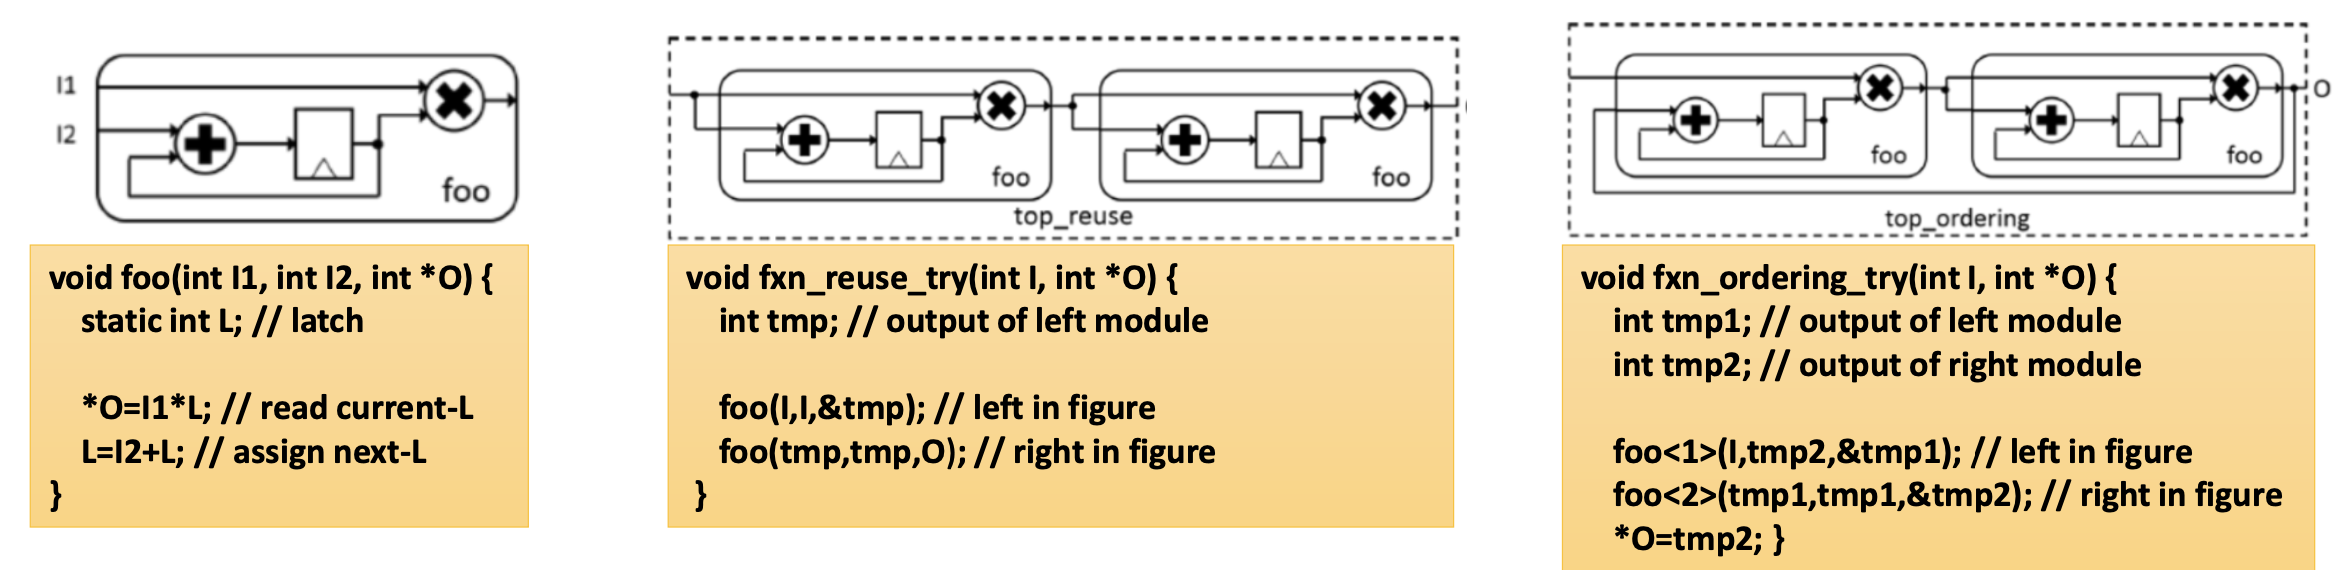 I1
I2
foo
void foo(int I1, int I2, int *O) {
static int L; // latch
*O=I1*L; // read current-L
L=I2+L; // assign next-L
}
foo
foo
top_reuse
void fxn_reuse_try(int I, int *O) {
int tmp; // output of left module
foo(I,I,&tmp); // left in figure
foo(tmp,tmp,O); // right in figure
}
O
foo
foo
top_ordering
void fxn_ordering_try(int I, int *O) {
int tmp1; // output of left module
int tmp2; // output of right module
foo<1>(I,tmp2,&tmp1); // left in figure
foo<2>(tmp1,tmp1,&tmp2); // right in figure
*O=tmp2; }